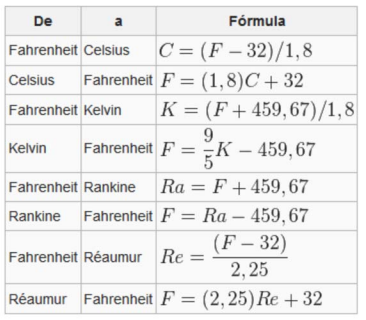 De a Fórmula
Fahrenheit Celsius C = (F − 32)/1,8
Celsius Fahrenheit F = (1,8)C + 32
Fahrenheit Kelvin K = (F + 459,67)/1,8
Kelvin Fahrenheit F = 9/5 K − 459,67
Fahrenheit Rankine Ra = F + 459,67
Rankine Fahrenheit F = Ra − 459,67
Fahrenheit Réaumur Re = (F − 32)/2,25
Réaumur Fahrenheit F = (2,25)Re + 32